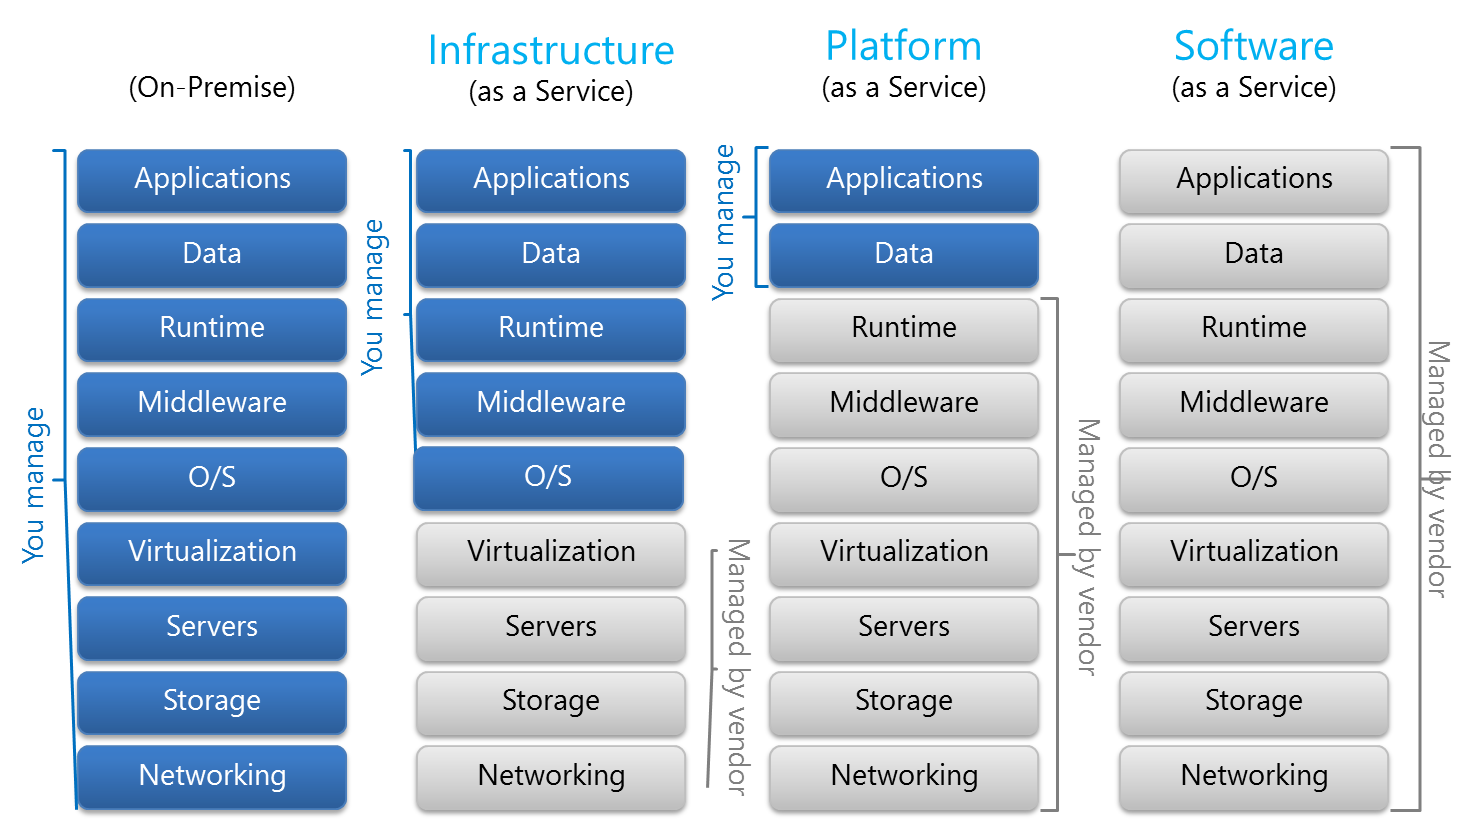 (On-Premise)
You manage
Applications
Data
Runtime
Middleware
O/S
Virtualization
Servers
Storage
Networking
Infrastructure
(as a Service)
You manage
Applications
Data
Runtime
Middleware
O/S
Virtualization
Servers
Storage
Networking
Managed by vendor
Platform
(as a Service)
You manage
Applications
Data
Runtime
Middleware
O/S
Virtualization
Servers
Storage
Networking
Managed by vendor
Software
(as a Service)
Applications
Data
Runtime
Middleware
O/S
Virtualization
Servers
Storage
Networking
Managed by vendor